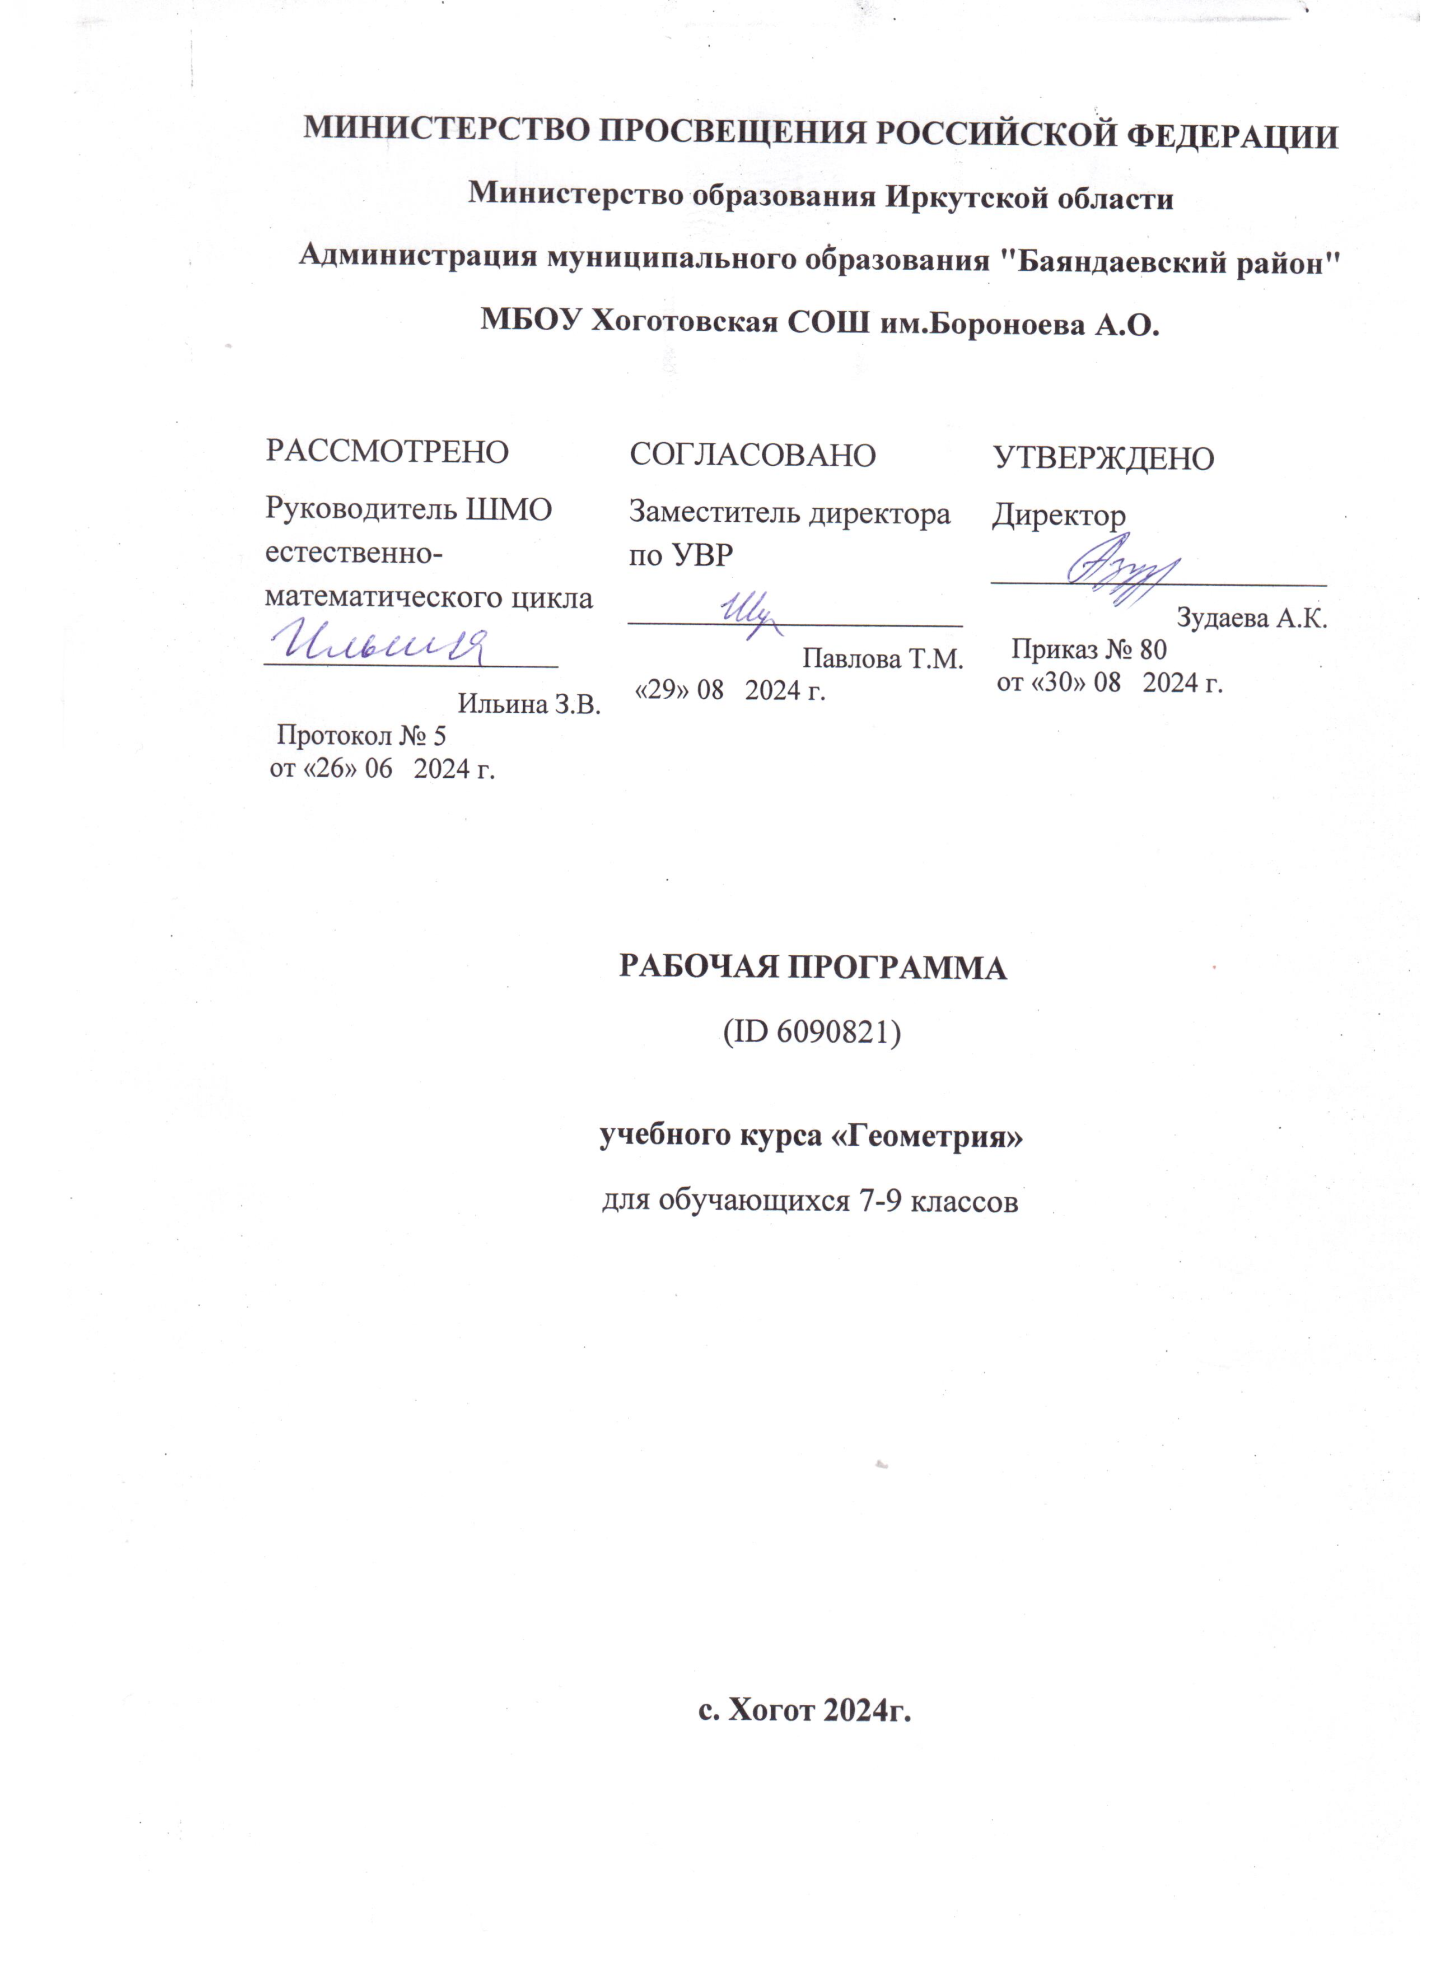 МИНИСТЕРСТВО ПРОСВЕЩЕНИЯ РОССИЙСКОЙ ФЕДЕРАЦИИ
Министерство образования Иркутской области
Администрация муниципального образования "Баяндаевский район"
МБОУ Хоготовская СОШ им.Бороноева А.О.
РАССМОТРЕНО
Руководитель ШМО
естественно-
математического цикла
Ильина
Ильина З.В.
Протокол № 5
от «26» 06 2024 г.
СОГЛАСОВАНО
Заместитель директора
по УВР
Павлова Т.М.
«29» 08 2024 г.
УТВЕРЖДЕНО
Директор
Зудаева А.К.
Приказ № 80
от «30» 08 2024 г.
РАБОЧАЯ ПРОГРАММА
(ID 6090821)
учебного курса «Геометрия»
для обучающихся 7-9 классов
с. Хогот 2024г.